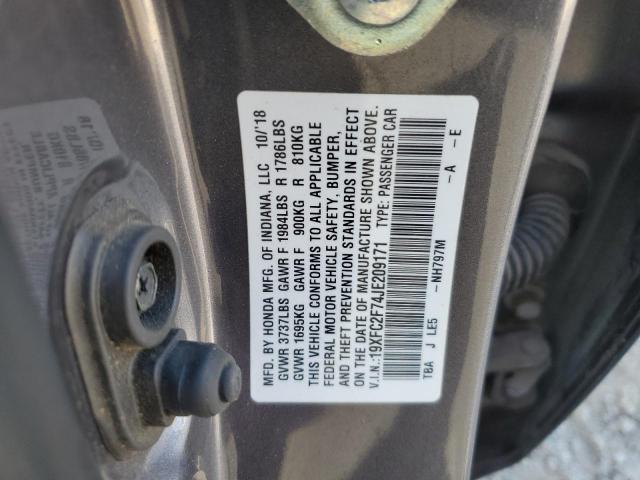 MFD. BY HONDA MFG. OF INDIANA, LLC 10/'18
GVWR 3737LBS GAWR F 1984LBS R 1786LBS
GVWR 1695KG GAWR F 900KG R 810KG
THIS VEHICLE CONFORMS TO ALL APPLICABLE
FEDERAL MOTOR VEHICLE SAFETY, BUMPER,
AND THEFT PREVENTION STANDARDS IN EFFECT
ON THE DATE OF MANUFACTURE SHOWN ABOVE.
V.I.N.:19XFC2F74JE209171 TYPE: PASSENGER CAR
TBA J LE5 -NH797M -A -E